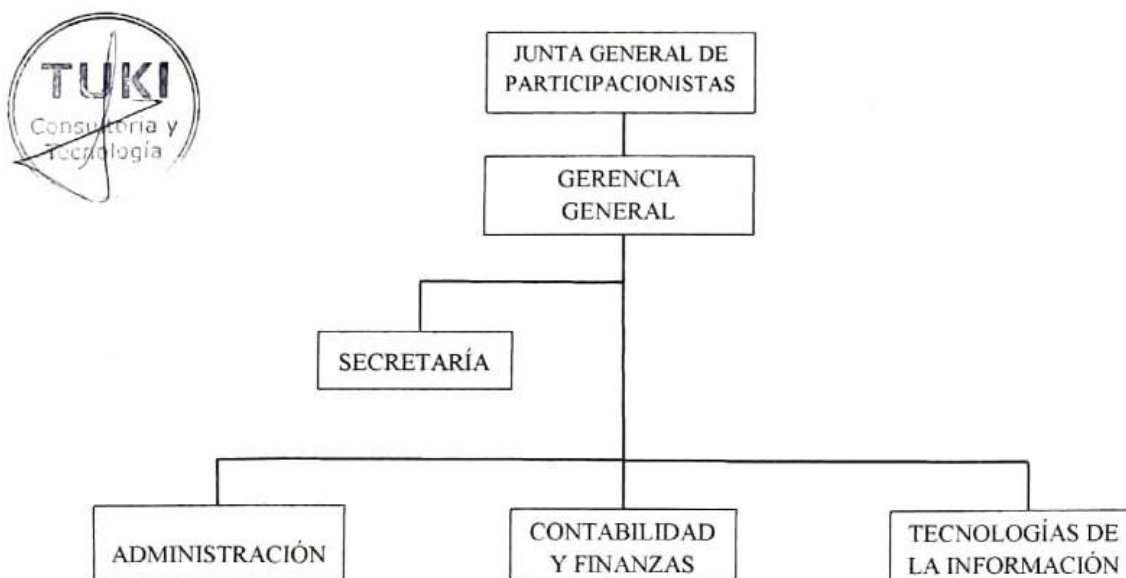 TUKI
Consultoría y
Tecnología
JUNTA GENERAL DE
PARTICIPACIONISTAS
GERENCIA
GENERAL
SECRETARÍA
ADMINISTRACIÓN
CONTABILIDAD
Y FINANZAS
TECNOLOGÍAS DE
LA INFORMACIÓN